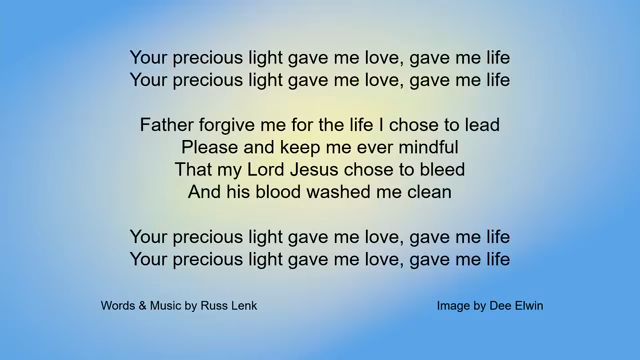 Your precious light gave me love, gave me life
Your precious light gave me love, gave me life
Father forgive me for the life I chose to lead
Please and keep me ever mindful
That my Lord Jesus chose to bleed
And his blood washed me clean
Your precious light gave me love, gave me life
Your precious light gave me love, gave me life
Words & Music by Russ Lenk
Image by Dee Elwin